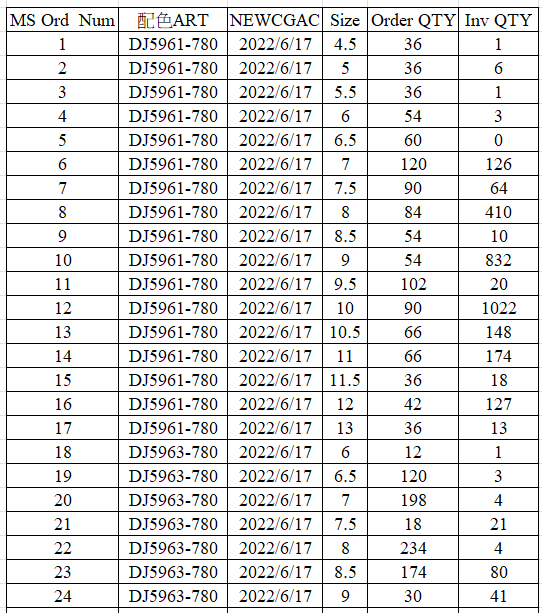 MS Ord Num 配色ART NEWCGAC Size Order QTY Inv QTY
1 DJ5961-780 2022/6/17 4.5 36 1
2 DJ5961-780 2022/6/17 5 36 6
3 DJ5961-780 2022/6/17 5.5 36 1
4 DJ5961-780 2022/6/17 6 54 3
5 DJ5961-780 2022/6/17 6.5 60 0
6 DJ5961-780 2022/6/17 7 120 126
7 DJ5961-780 2022/6/17 7.5 90 64
8 DJ5961-780 2022/6/17 8 84 410
9 DJ5961-780 2022/6/17 8.5 54 10
10 DJ5961-780 2022/6/17 9 54 832
11 DJ5961-780 2022/6/17 9.5 102 20
12 DJ5961-780 2022/6/17 10 90 1022
13 DJ5961-780 2022/6/17 10.5 66 148
14 DJ5961-780 2022/6/17 11 66 174
15 DJ5961-780 2022/6/17 11.5 36 18
16 DJ5961-780 2022/6/17 12 42 127
17 DJ5961-780 2022/6/17 13 36 13
18 DJ5963-780 2022/6/17 6 12 1
19 DJ5963-780 2022/6/17 6.5 120 3
20 DJ5963-780 2022/6/17 7 198 4
21 DJ5963-780 2022/6/17 7.5 18 21
22 DJ5963-780 2022/6/17 8 234 4
23 DJ5963-780 2022/6/17 8.5 174 80
24 DJ5963-780 2022/6/17 9 30 41